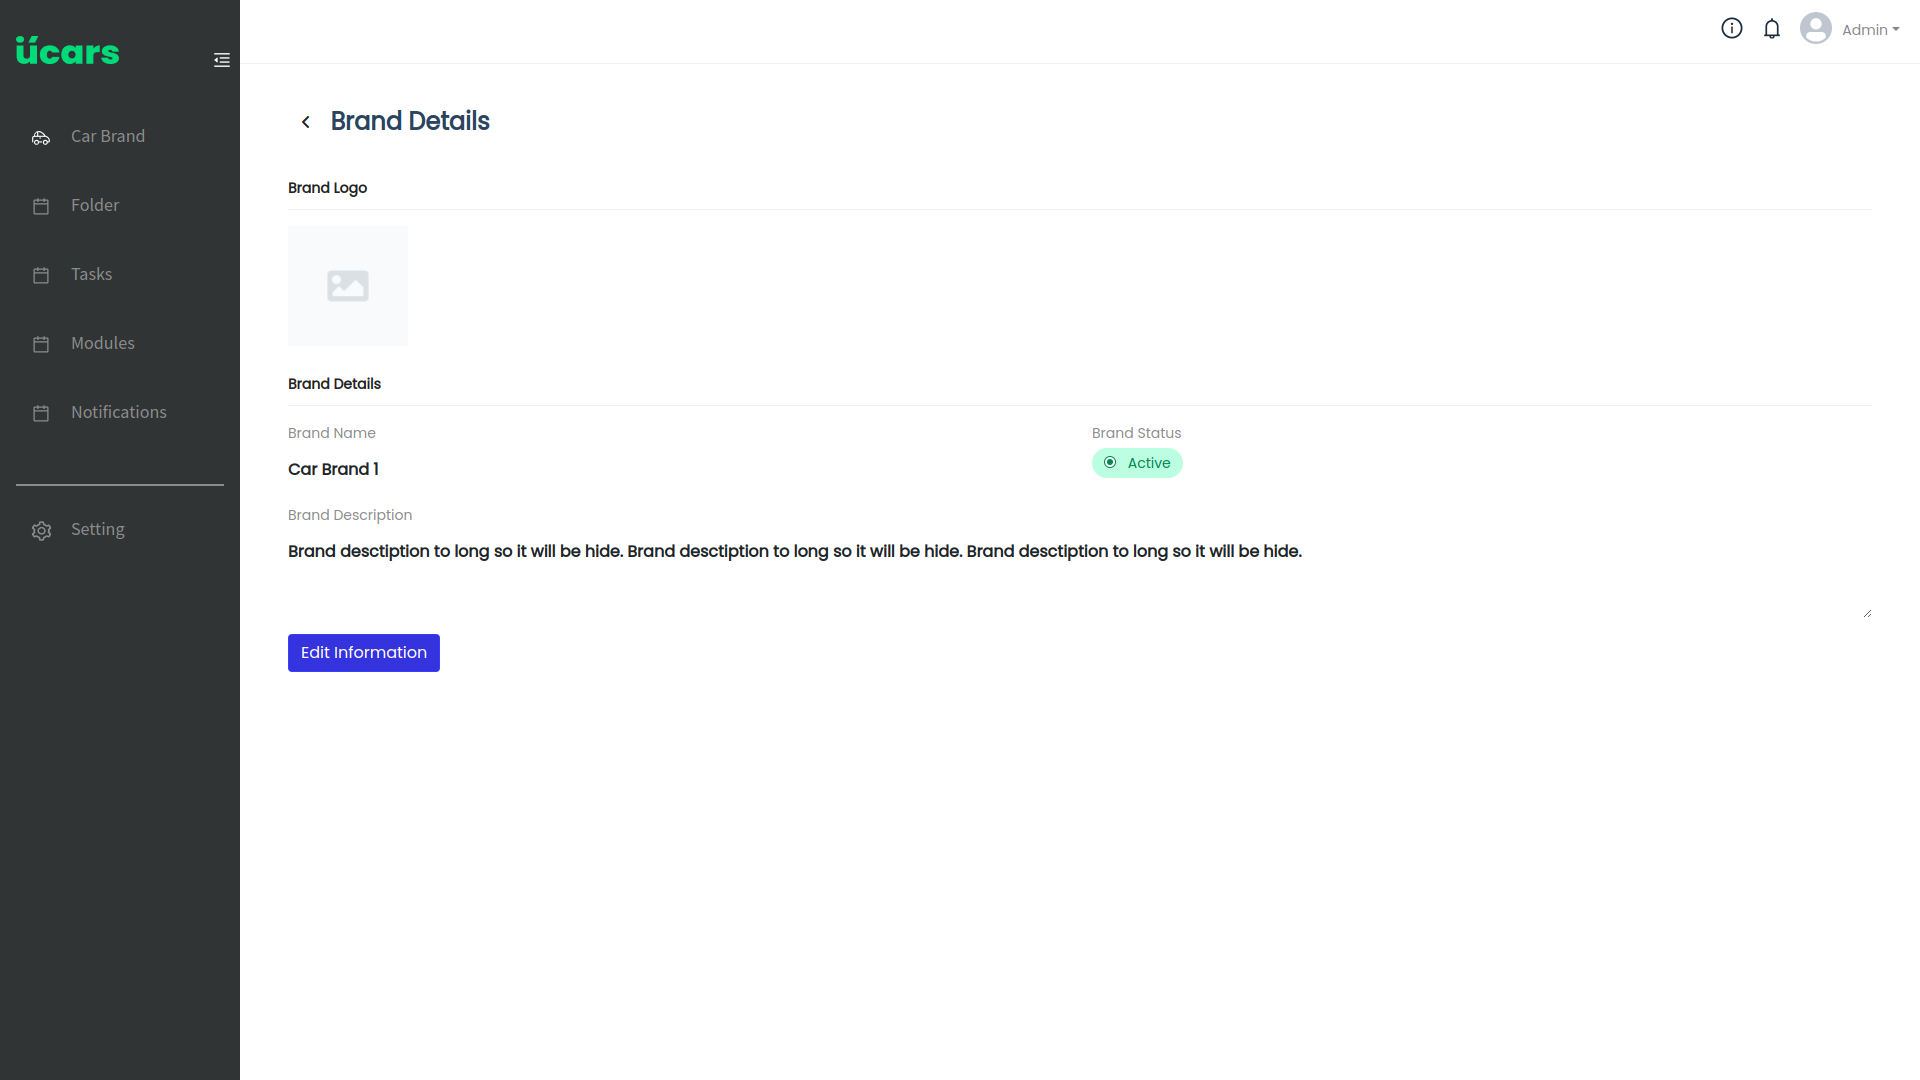 úcars
Admin
Car Brand
Folder
Tasks
Modules
Notifications
Setting
Brand Details
Brand Logo
Brand Details
Brand Name
Car Brand 1
Brand Status
Active
Brand Description
Brand desctiption to long so it will be hide. Brand desctiption to long so it will be hide. Brand desctiption to long so it will be hide.
Edit Information